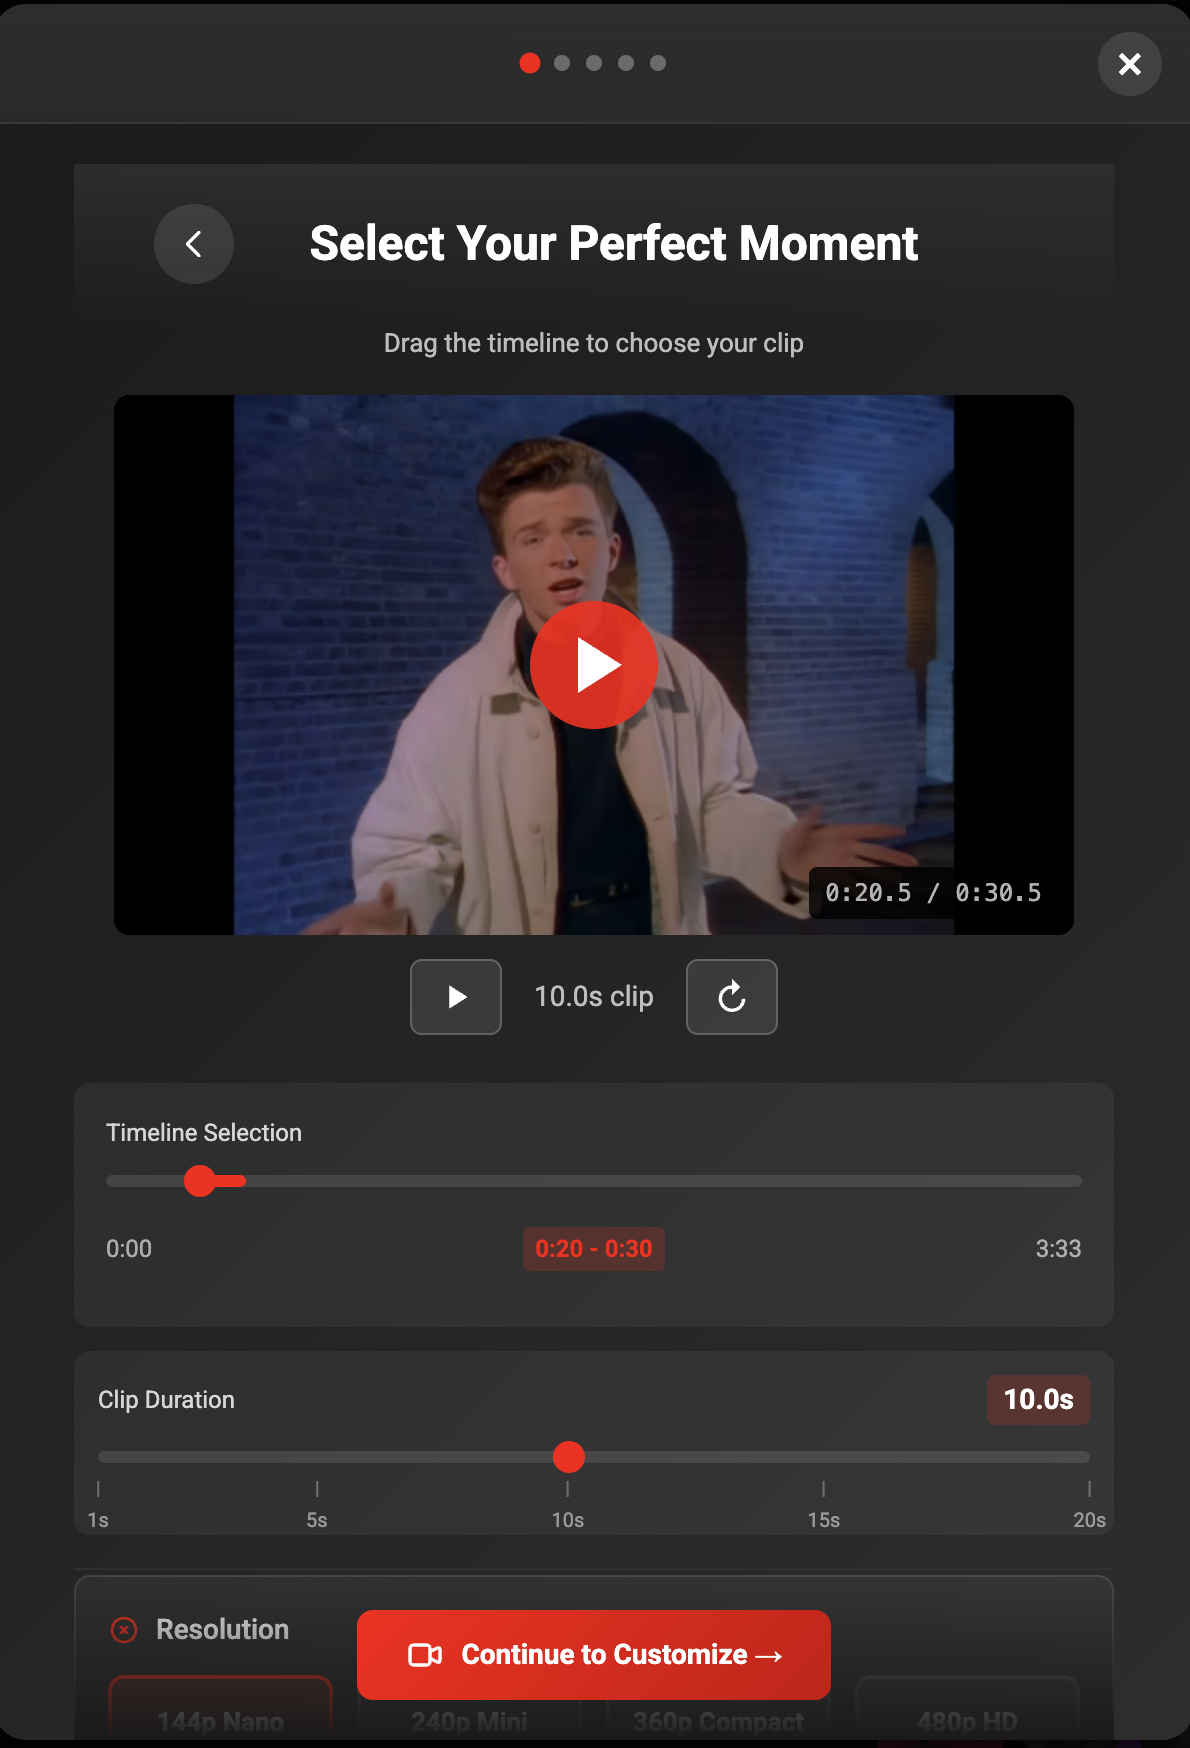 Select Your Perfect Moment
Drag the timeline to choose your clip
0:20.5 / 0:30.5
10.0s clip
Timeline Selection
0:00 0:20 - 0:30 3:33
Clip Duration 10.0s
1s 5s 10s 15s 20s
Resolution
Continue to Customize →
144p Nano 240p Mini 360p Compact 480p HD